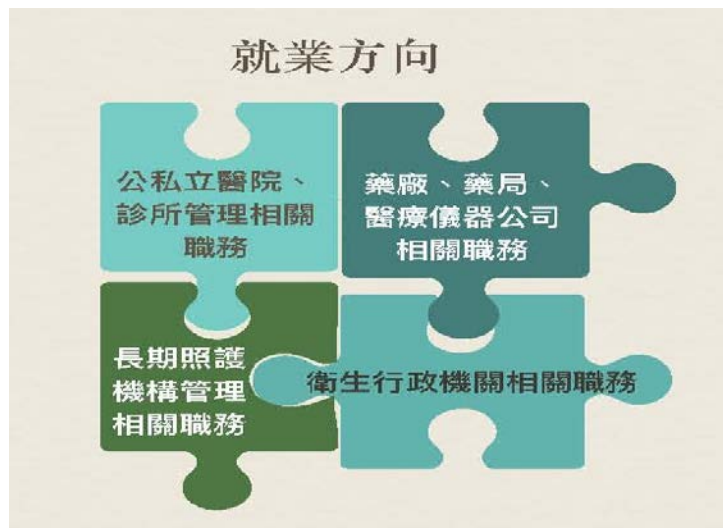 就業方向
公私立醫院、
診所管理相關
職務
藥廠、藥局、
醫療儀器公司
相關職務
長期照護
機構管理
相關職務
衛生行政機關相關職務